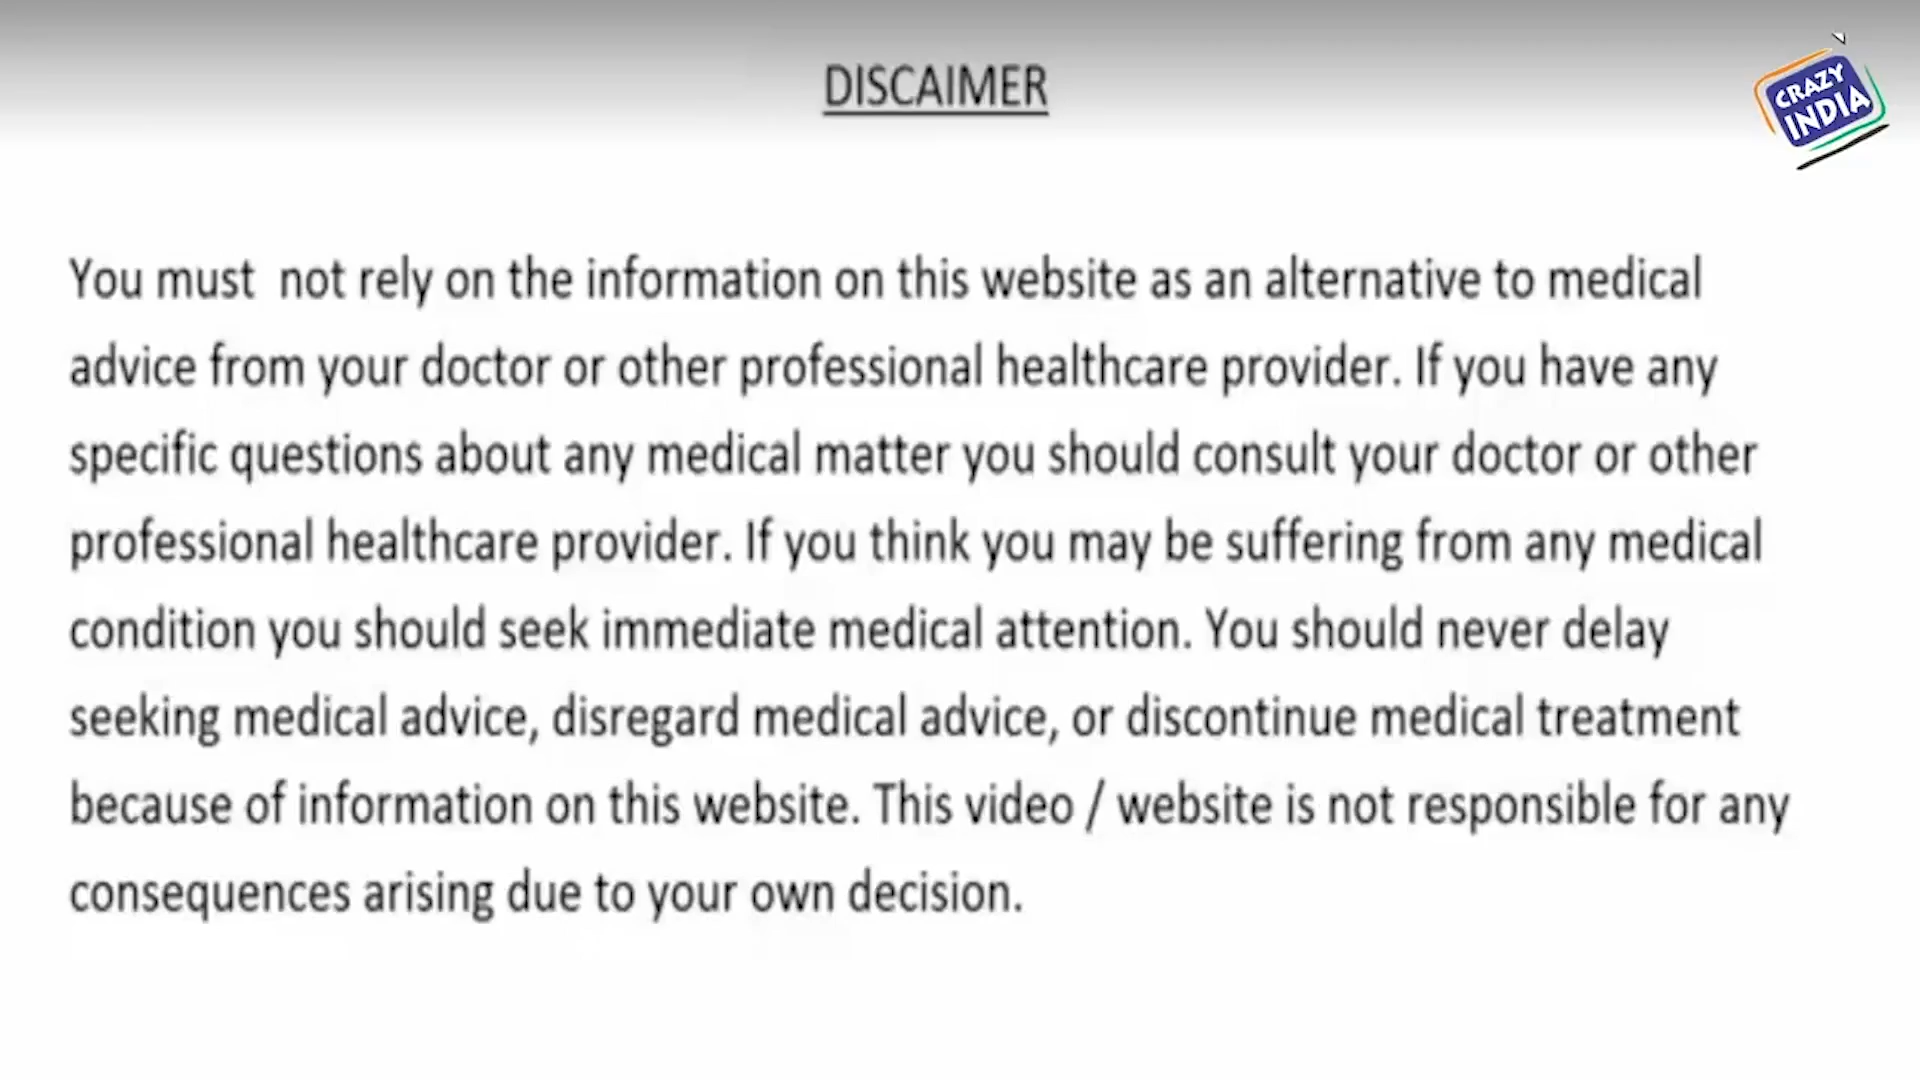 DISCAIMER
CRAZY
INDIA
You must  not rely on the information on this website as an alternative to medical
advice from your doctor or other professional healthcare provider. If you have any
specific questions about any medical matter you should consult your doctor or other
professional healthcare provider. If you think you may be suffering from any medical
condition you should seek immediate medical attention. You should never delay
seeking medical advice, disregard medical advice, or discontinue medical treatment
because of information on this website. This video / website is not responsible for any
consequences arising due to your own decision.